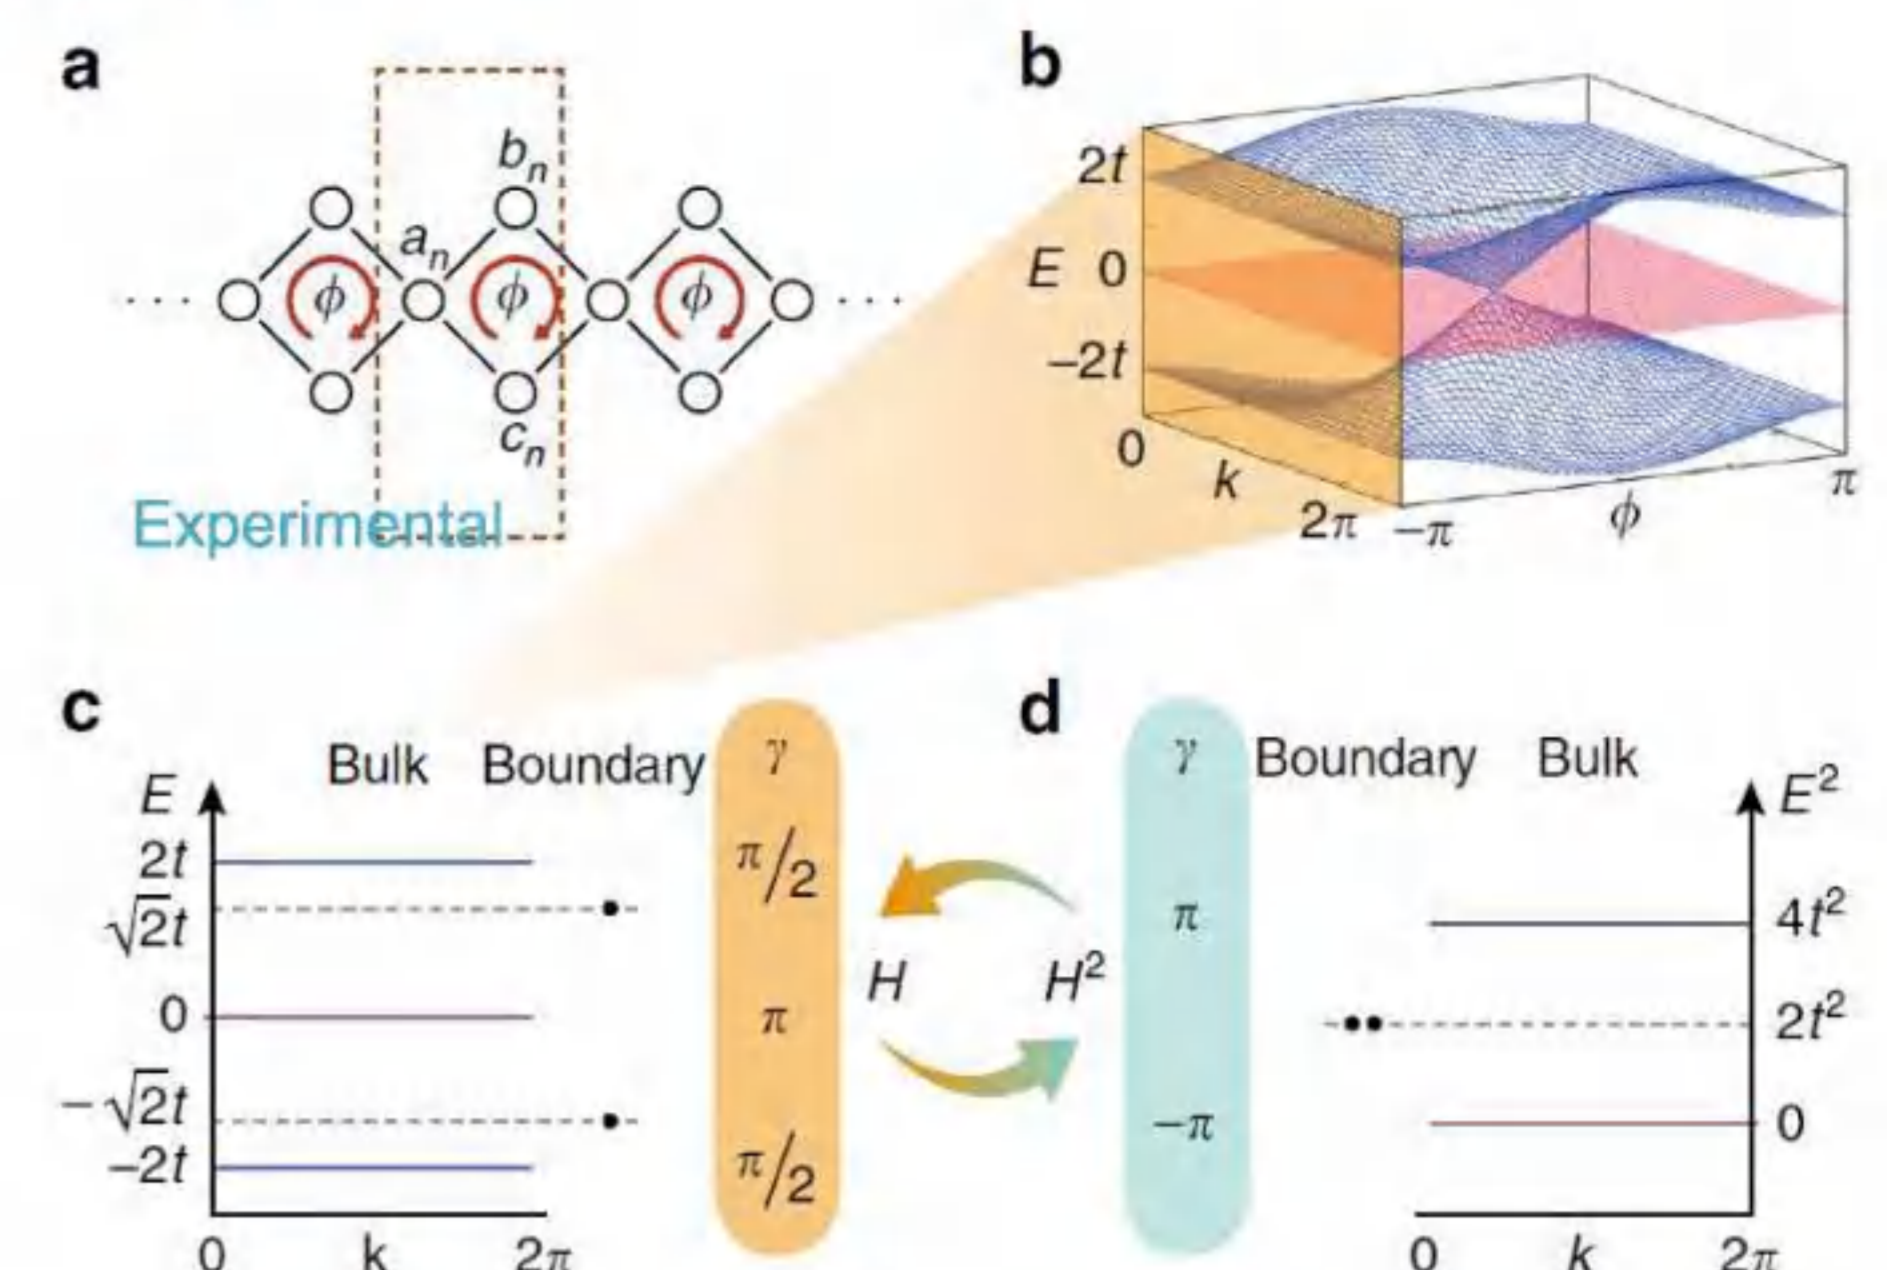 a
b_n
a_n
ϕ ϕ ϕ
... ...
c_n
Experimental
b
2t
E 0
−2t
0
k
2π −π
ϕ
π
c
Bulk Boundary γ
E
2t
√2t
0
−√2t
−2t
0 k 2π
π/2
π
π/2
H H²
d
γ Boundary Bulk
E²
π
−π
4t²
2t²
0
0 k 2π